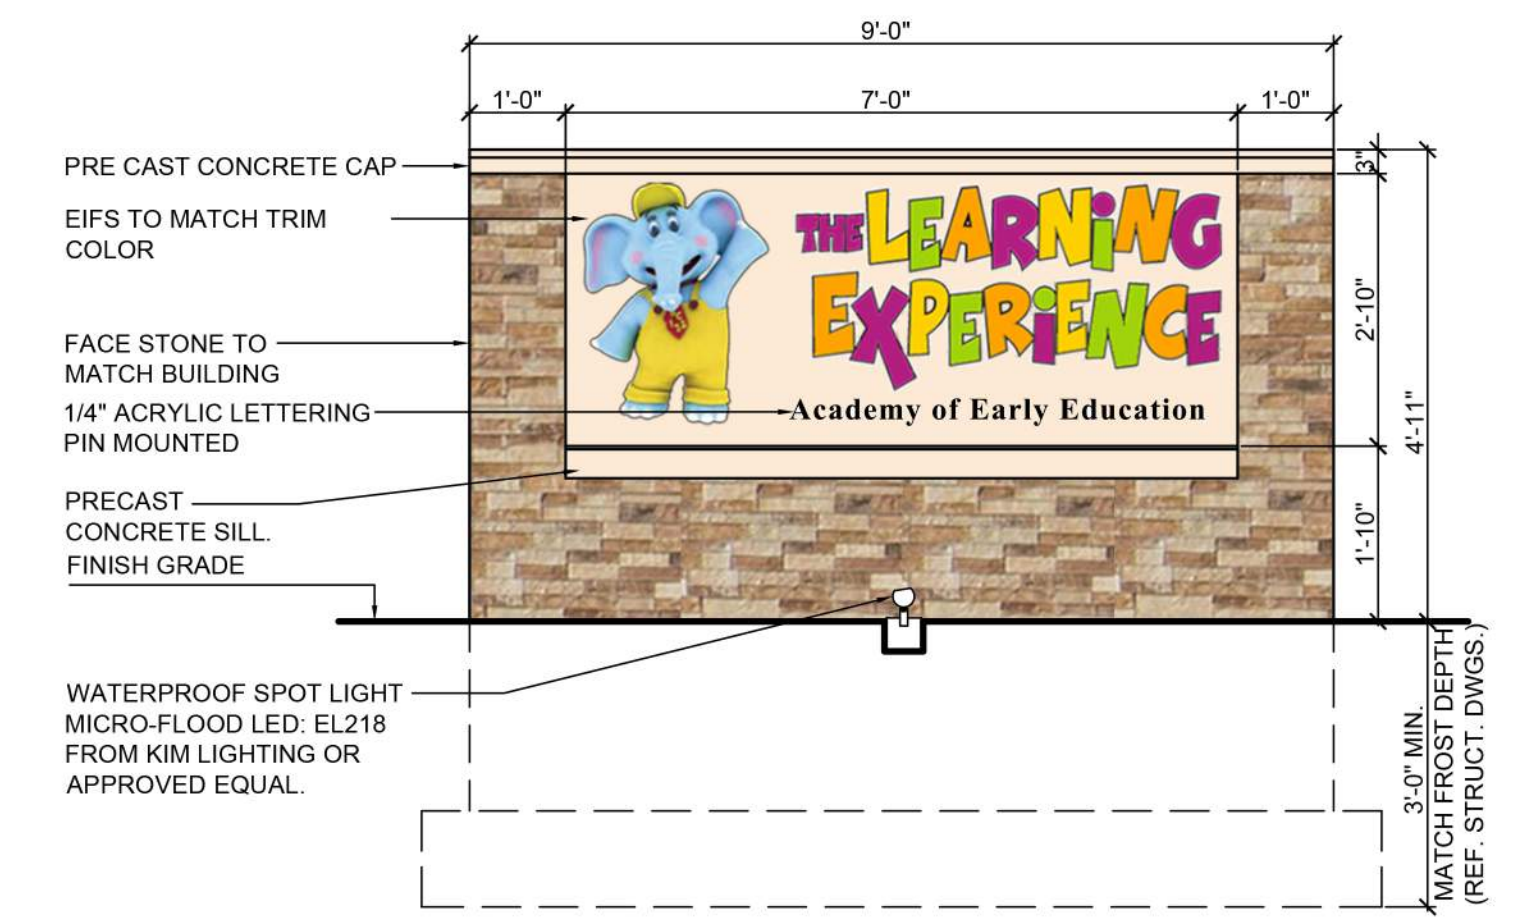 9'-0"
1'-0"
7'-0"
1'-0"
PRE CAST CONCRETE CAP
3"
EIFS TO MATCH TRIM
COLOR
THE LEARNING
EXPERIENCE
2'-10"
FACE STONE TO
MATCH BUILDING
1/4" ACRYLIC LETTERING
PIN MOUNTED
Academy of Early Education
4'-11"
PRECAST
CONCRETE SILL.
FINISH GRADE
1'-10"
WATERPROOF SPOT LIGHT
MICRO-FLOOD LED: EL218
FROM KIM LIGHTING OR
APPROVED EQUAL.
3'-0" MIN.
MATCH FROST DEPTH
(REF. STRUCT. DWGS.)